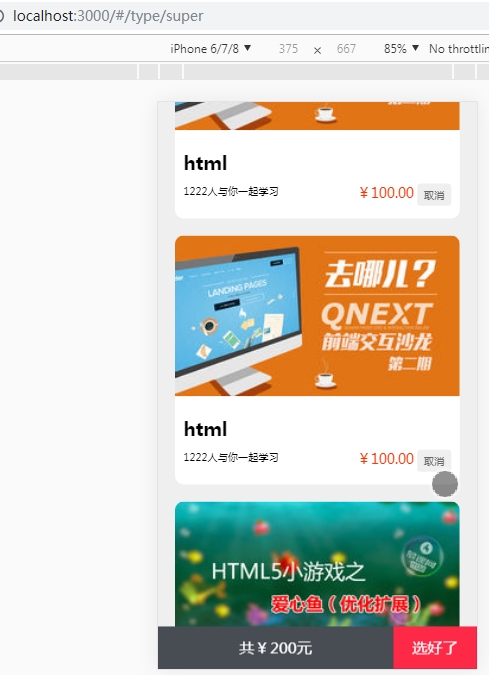 localhost:3000/#/type/super
iPhone 6/7/8 ▼ 375 × 667 85% ▼ No throttlin
html
1222人与你一起学习 ￥100.00 取消
LANDING PAGES
去哪儿?
QNEXT
前端交互沙龙
第二期
html
1222人与你一起学习 ￥100.00 取消
HTML5小游戏之
爱心鱼（优化扩展）
共￥200元 选好了